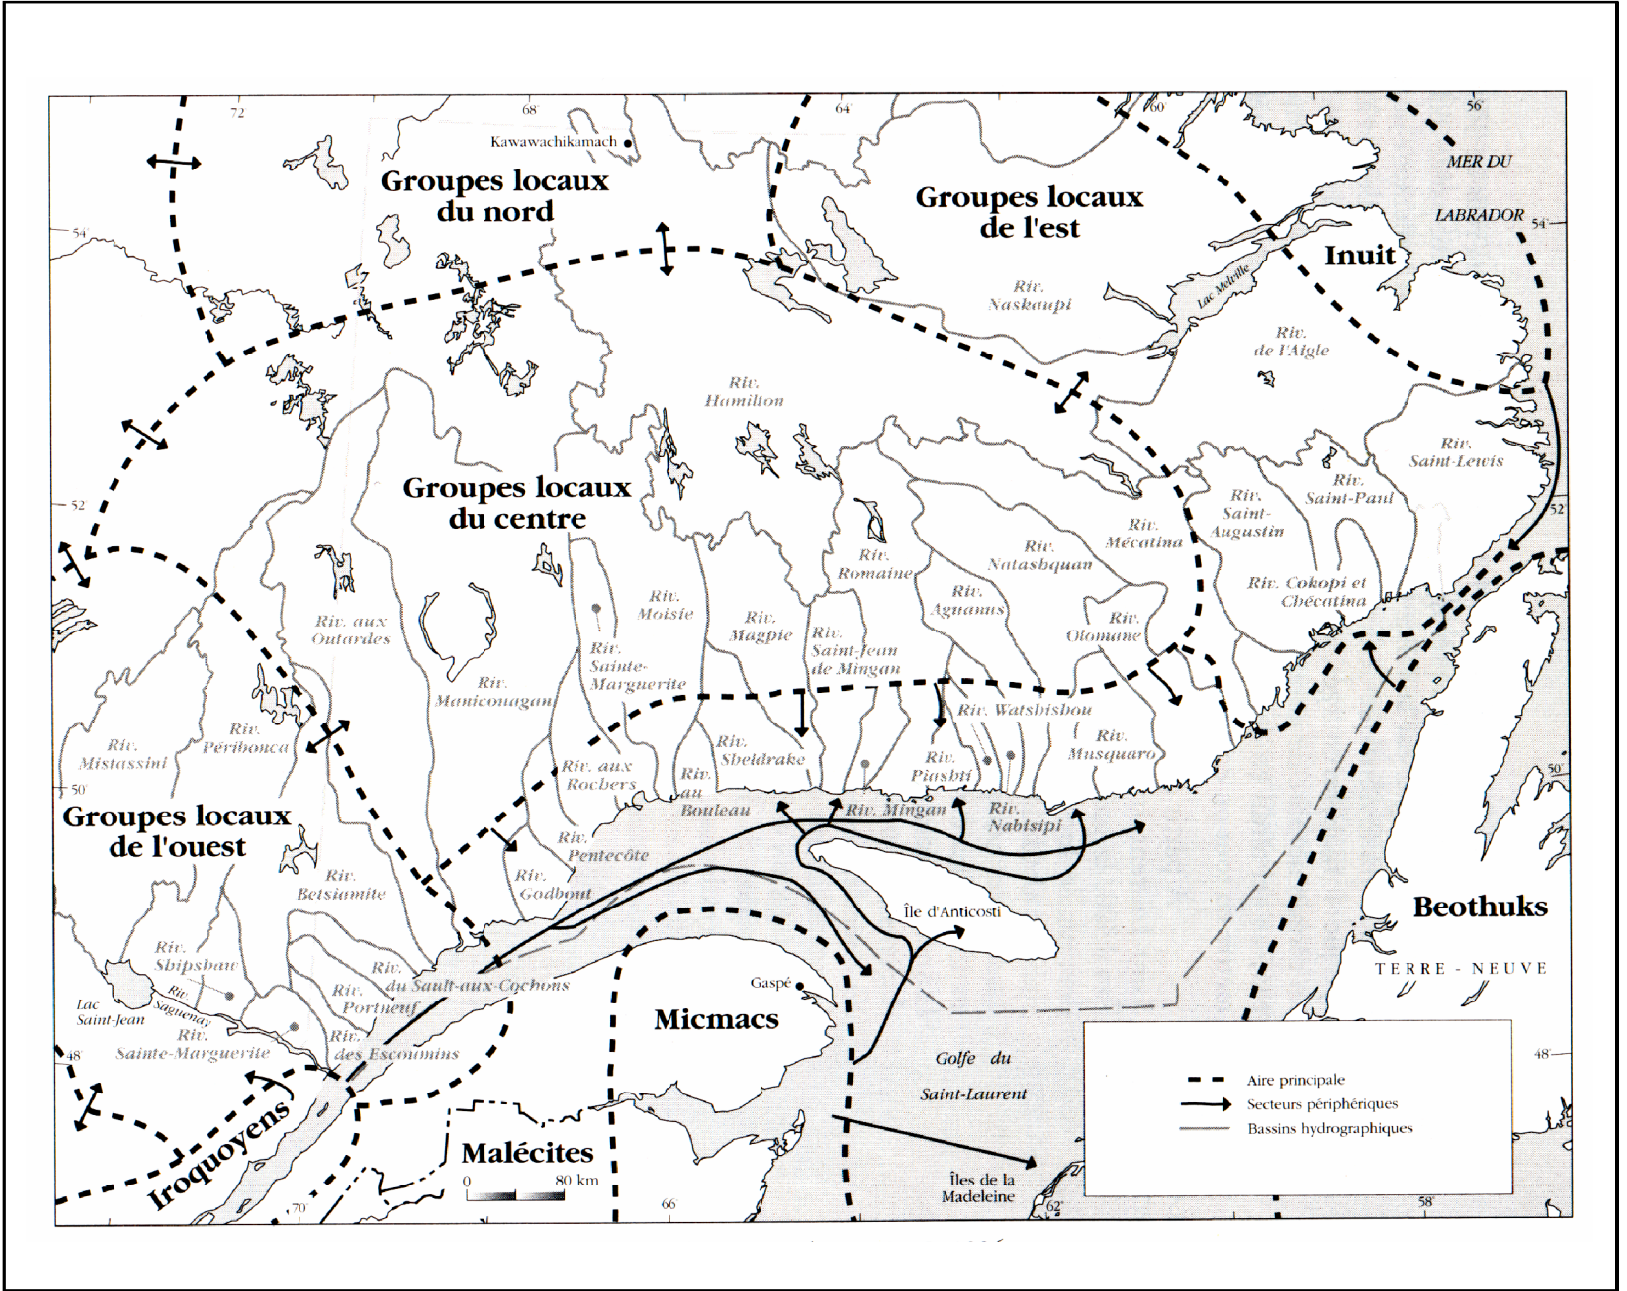 72
68'
64'
60'
56'
Kawawachikamach
Groupes locaux
du nord
Groupes locaux
de l'est
MER DU
LABRADOR
54'
54'
Inuit
Lac Melville
Riv.
Naskaupi
Riv.
de l'Aigle
Riv.
Hamilton
Riv.
Saint-Lewis
Groupes locaux
du centre
Riv.
Saint-Paul
Riv.
Saint-
Augustin
52'
52'
Riv.
Mécatina
Riv.
Natashquan
Riv.
Romaine
Riv. Cokopi et
Chécatina
Riv.
Aguanus
Riv.
Moisie
Riv.
Magpie
Riv.
Olomane
Riv. aux
Outardes
Riv.
Saint-Jean
de Mingan
Riv.
Sainte-
Marguerite
Riv.
Manicouagan
Riv. Watshishou
Riv.
Péribonca
Riv.
Mistassini
Riv.
Sheldrake
Riv.
Musquaro
Riv.
Piashti
Riv. aux
Rochers
Riv.
au
Bouleau
50'
50'
Groupes locaux
de l'ouest
Riv. Mingan
Riv.
Nabisipi
Riv.
Pentecôte
Riv.
Godbout
Riv.
Betsiamite
Île d'Anticosti
Beothuks
TERRE - NEUVE
Riv.
Shipshaw
Riv.
du Sault-aux-Cochons
Riv.
Portneuf
Gaspé
Lac
Saint-Jean
Riv.
Saguenay
Micmacs
Riv.
Sainte-Marguerite
Riv.
des Escoumins
48'
48'
Golfe du
Saint-Laurent
Aire principale
Secteurs périphériques
Bassins hydrographiques
Iroquoyens
Malécites
0 80 km
Îles de la
Madeleine
70'
66'
62'
58'